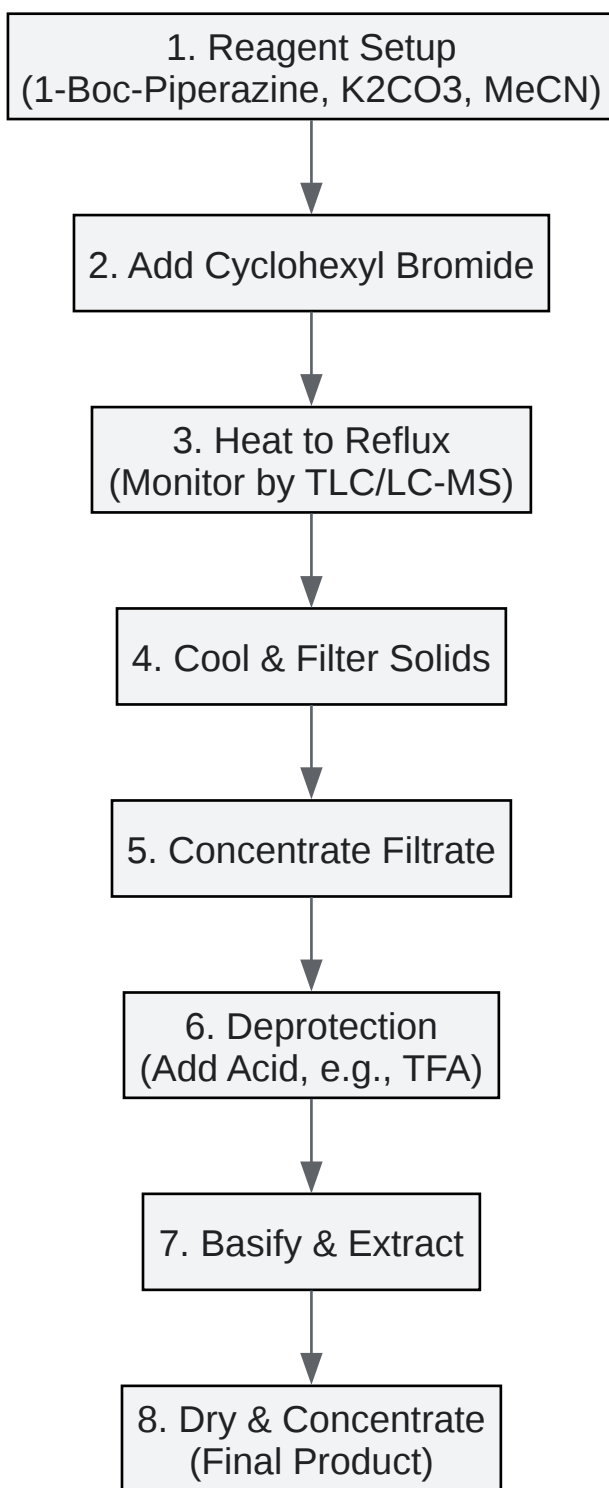 1. Reagent Setup
(1-Boc-Piperazine, K2CO3, MeCN)
2. Add Cyclohexyl Bromide
3. Heat to Reflux
(Monitor by TLC/LC-MS)
4. Cool & Filter Solids
5. Concentrate Filtrate
6. Deprotection
(Add Acid, e.g., TFA)
7. Basify & Extract
8. Dry & Concentrate
(Final Product)